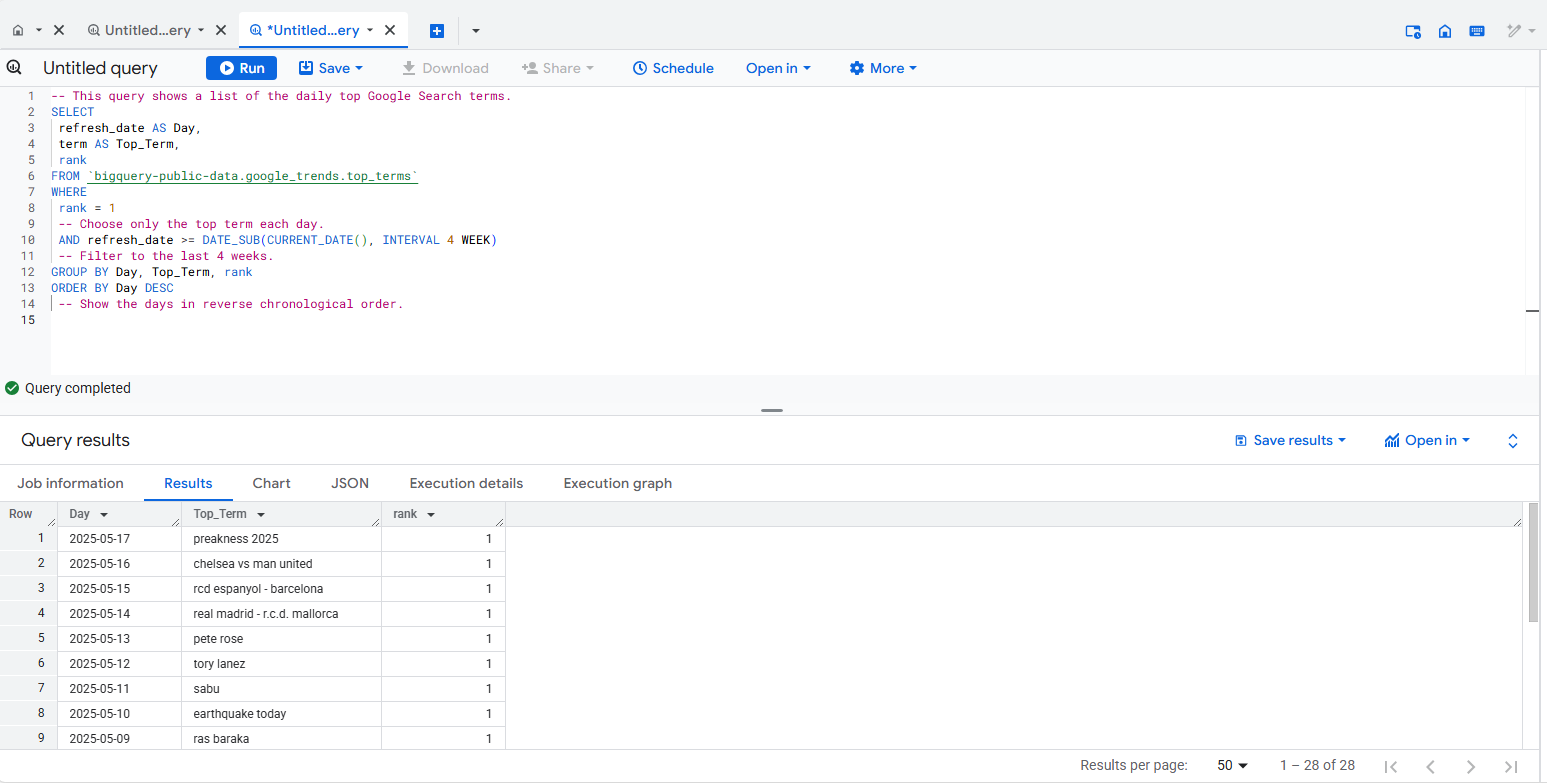 Untitled...ery
*Untitled...ery
Untitled query Run Save Download Share Schedule Open in More
1 -- This query shows a list of the daily top Google Search terms.
2 SELECT
3 refresh_date AS Day,
4 term AS Top_Term,
5 rank
6 FROM `bigquery-public-data.google_trends.top_terms`
7 WHERE
8 rank = 1
9 -- Choose only the top term each day.
10 AND refresh_date >= DATE_SUB(CURRENT_DATE(), INTERVAL 4 WEEK)
11 -- Filter to the last 4 weeks.
12 GROUP BY Day, Top_Term, rank
13 ORDER BY Day DESC
14 -- Show the days in reverse chronological order.
15
Query completed
Query results Save results Open in
Job information Results Chart JSON Execution details Execution graph
Row Day Top_Term rank
1 2025-05-17 preakness 2025 1
2 2025-05-16 chelsea vs man united 1
3 2025-05-15 rcd espanyol - barcelona 1
4 2025-05-14 real madrid - r.c.d. mallorca 1
5 2025-05-13 pete rose 1
6 2025-05-12 tory lanez 1
7 2025-05-11 sabu 1
8 2025-05-10 earthquake today 1
9 2025-05-09 ras baraka 1
Results per page: 50 1 – 28 of 28